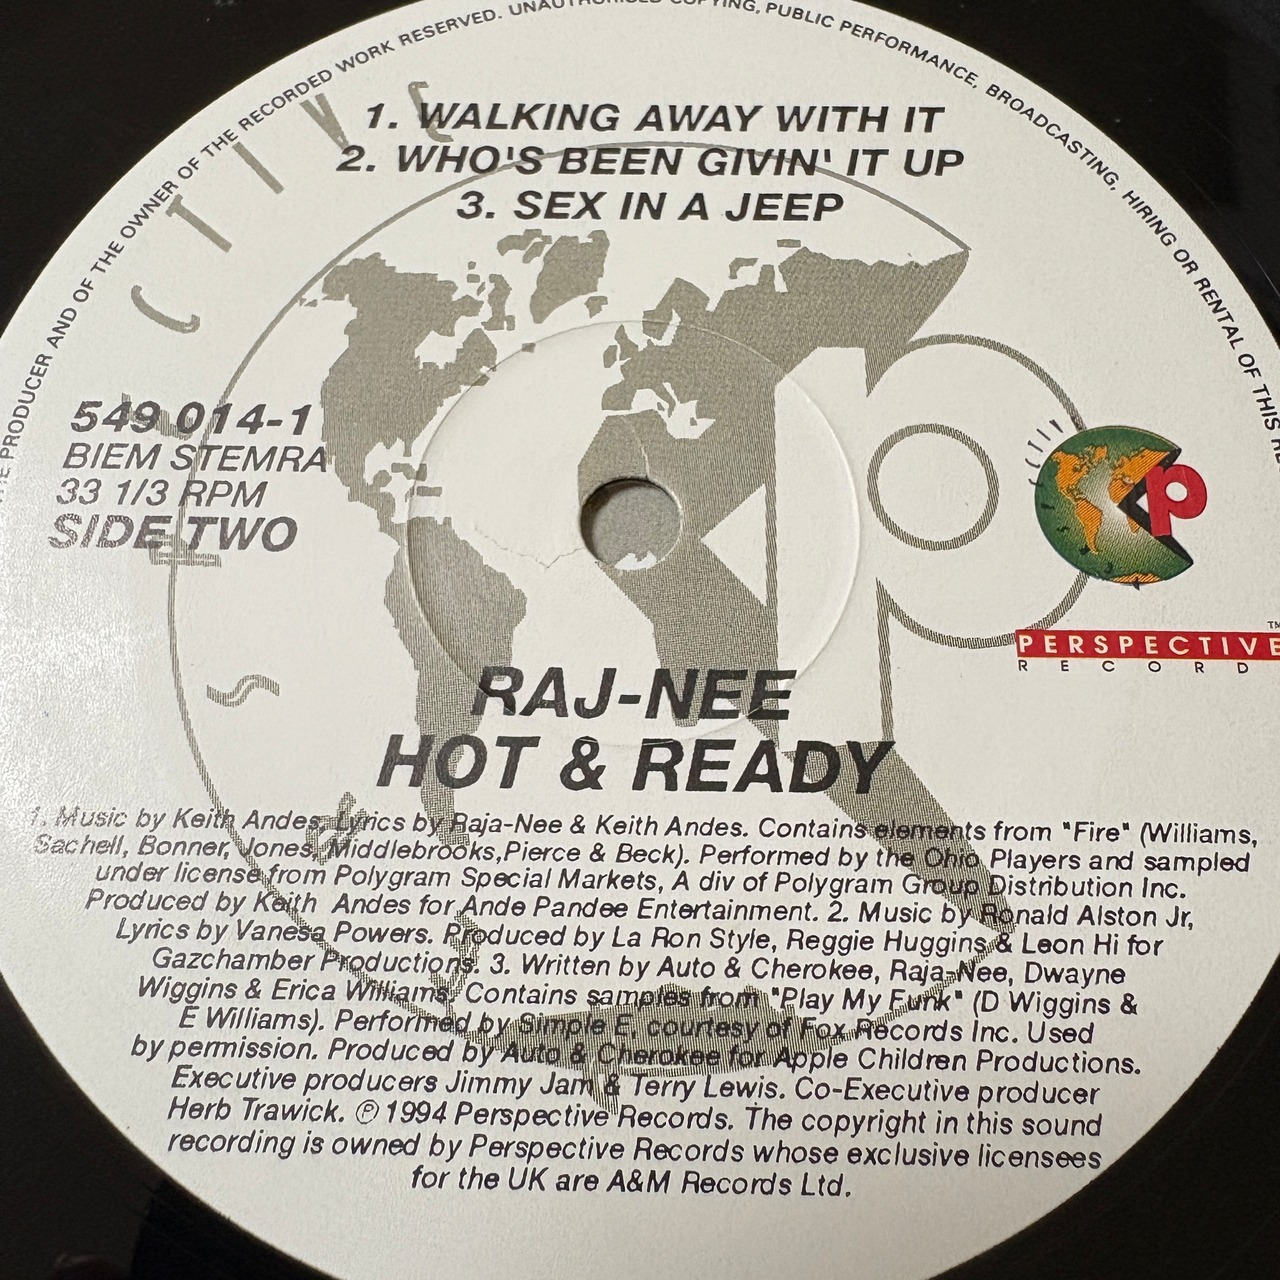 THE PRODUCER AND OF THE OWNER OF THE RECORDED WORK RESERVED. UNAUTHORISED COPYING, PUBLIC PERFORMANCE, BROADCASTING, HIRING OR RENTAL OF THIS RE
1. WALKING AWAY WITH IT
2. WHO'S BEEN GIVIN' IT UP
3. SEX IN A JEEP
549 014-1
BIEM STEMRA
33 1/3 RPM
SIDE TWO
p
TM
PERSPECTIVE
RECORD
RAJ-NEE
HOT & READY
1. Music by Keith Andes, Lyrics by Raja-Nee & Keith Andes. Contains elements from "Fire" (Williams,
Sachell, Bonner, Jones, Middlebrooks,Pierce & Beck). Performed by the Ohio Players and sampled
under license from Polygram Special Markets, A div of Polygram Group Distribution Inc.
Produced by Keith Andes for Ande Pandee Entertainment. 2. Music by Ronald Alston Jr,
Lyrics by Vanesa Powers. Produced by La Ron Style, Reggie Huggins & Leon Hi for
Gazchamber Productions. 3. Written by Auto & Cherokee, Raja-Nee, Dwayne
Wiggins & Erica Williams. Contains samples from "Play My Funk" (D Wiggins &
E Williams). Performed by Simple E, courtesy of Fox Records Inc. Used
by permission. Produced by Auto & Cherokee for Apple Children Productions.
Executive producers Jimmy Jam & Terry Lewis. Co-Executive producer
Herb Trawick. Ⓟ 1994 Perspective Records. The copyright in this sound
recording is owned by Perspective Records whose exclusive licensees
for the UK are A&M Records Ltd.